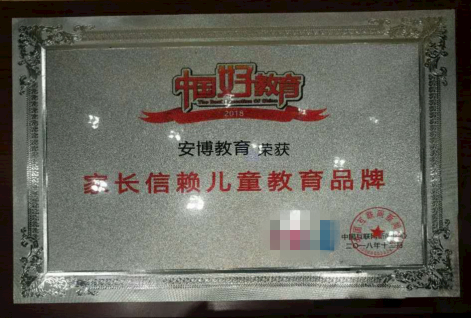 中国好教育
2018
安博教育 荣获
家长信赖儿童教育品牌
二〇一八年十二月